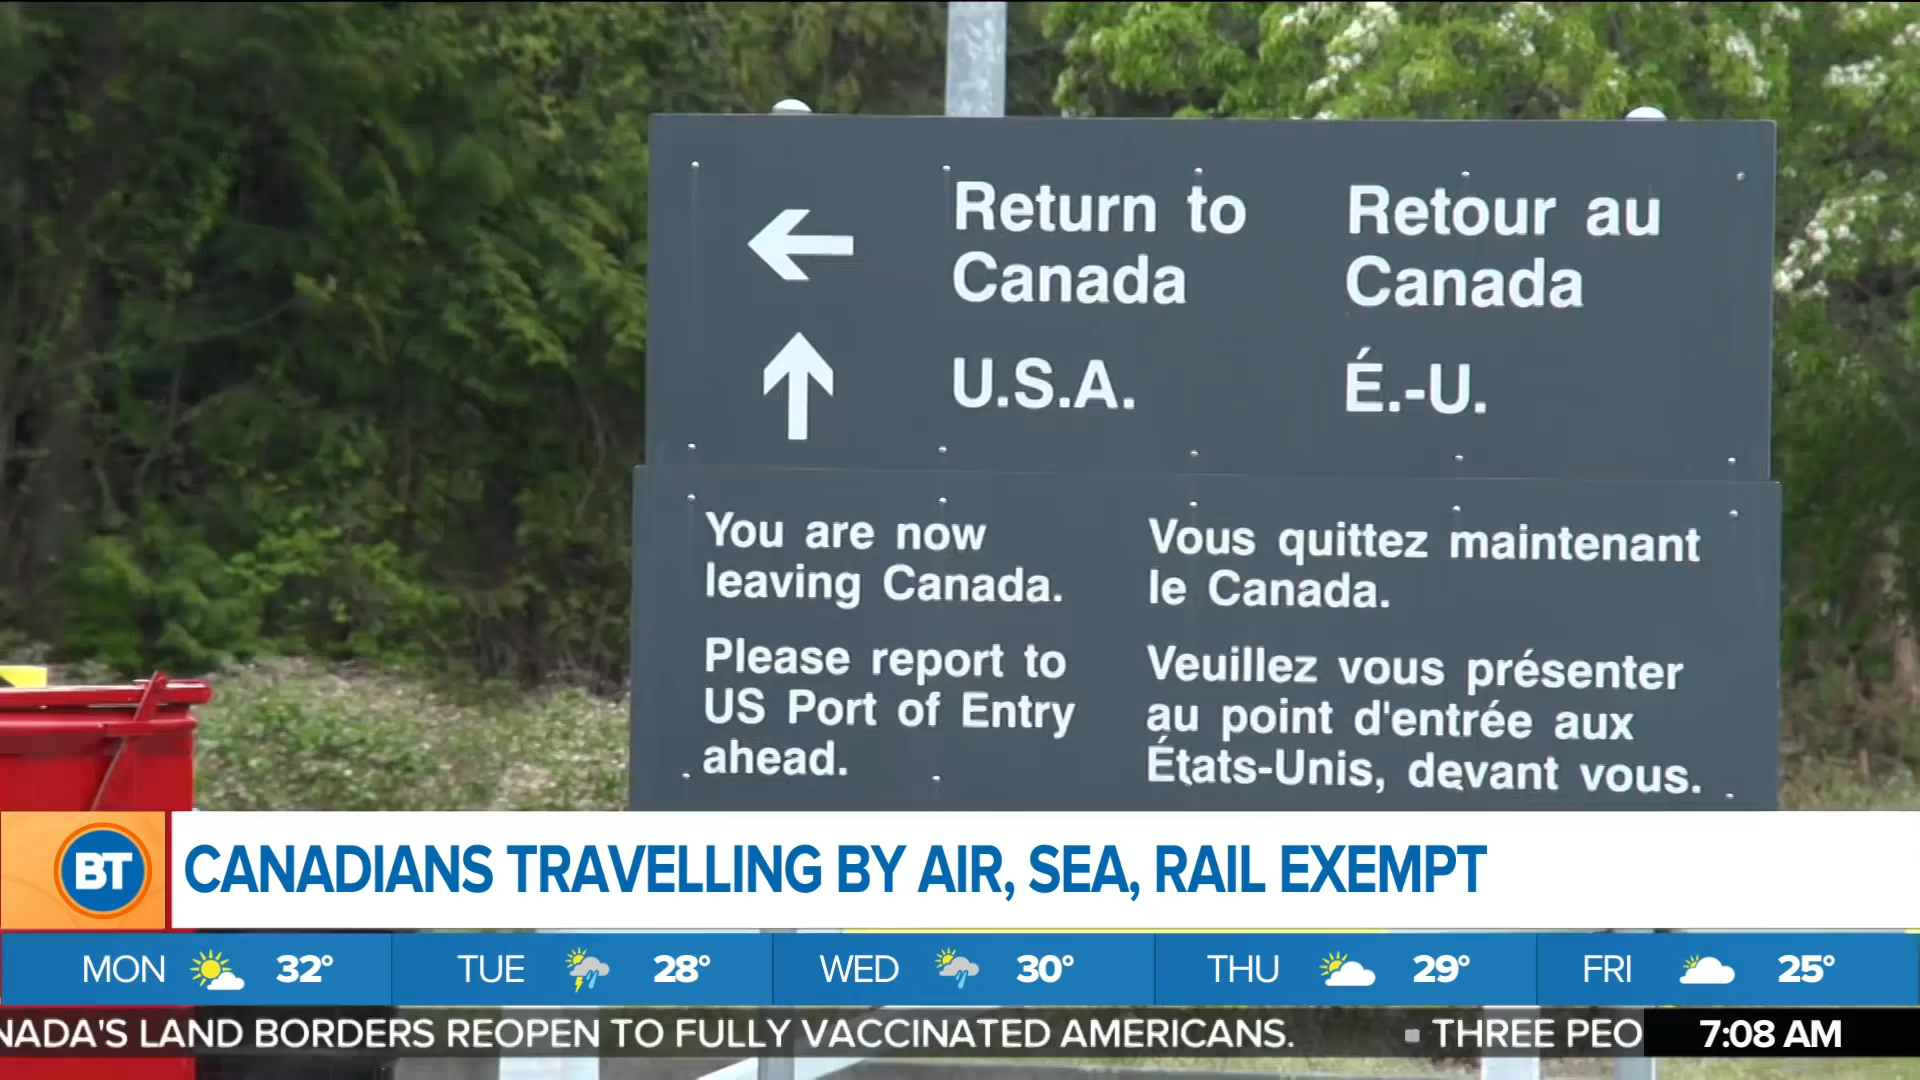 Return to
Canada
Retour au
Canada
U.S.A.
É.-U.
You are now
leaving Canada.
Vous quittez maintenant
le Canada.
Please report to
US Port of Entry
ahead.
Veuillez vous présenter
au point d'entrée aux
États-Unis, devant vous.
BT
CANADIANS TRAVELLING BY AIR, SEA, RAIL EXEMPT
MON 32° TUE 28° WED 30° THU 29° FRI 25°
NADA'S LAND BORDERS REOPEN TO FULLY VACCINATED AMERICANS. THREE PEO
7:08 AM